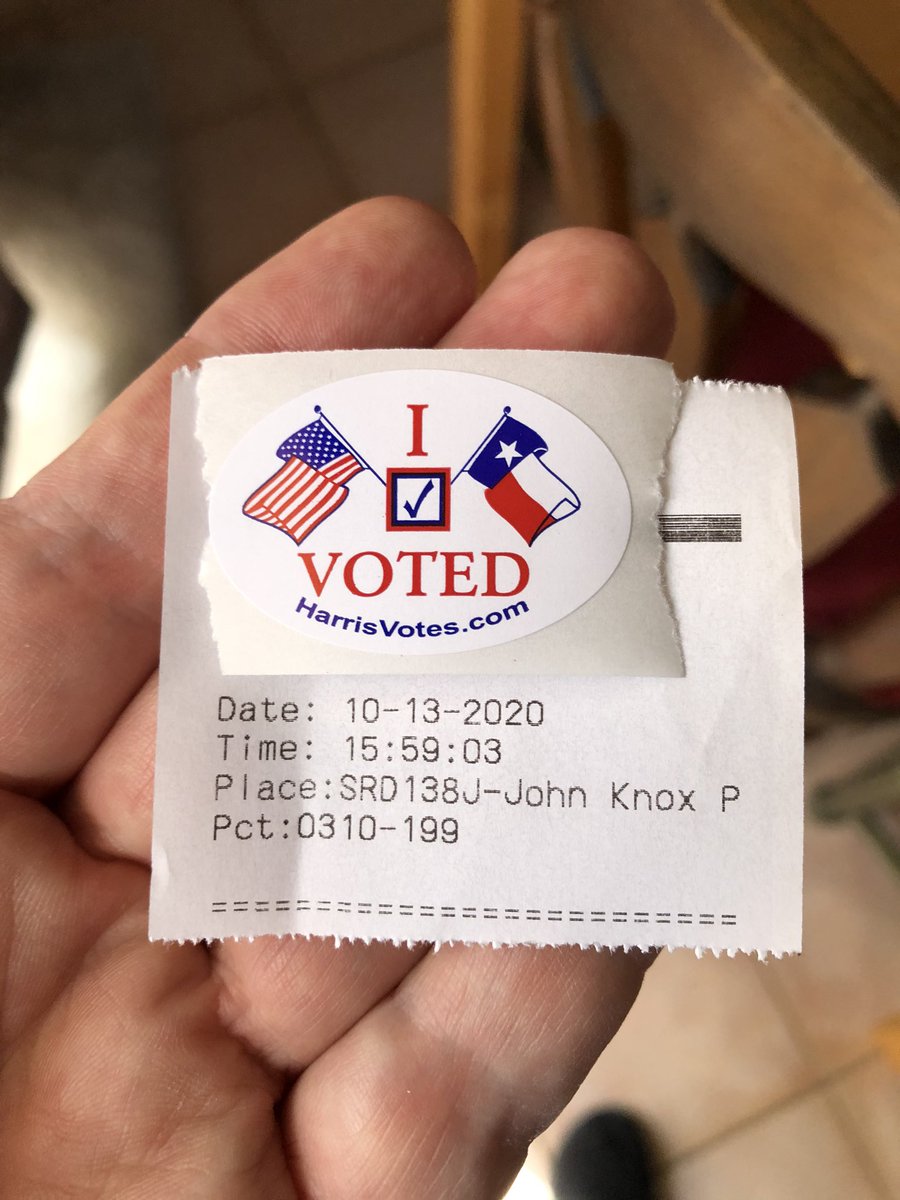 I
VOTED
HarrisVotes.com
Date: 10-13-2020
Time: 15:59:03
Place:SRD138J-John Knox P
Pct:0310-199
==========================